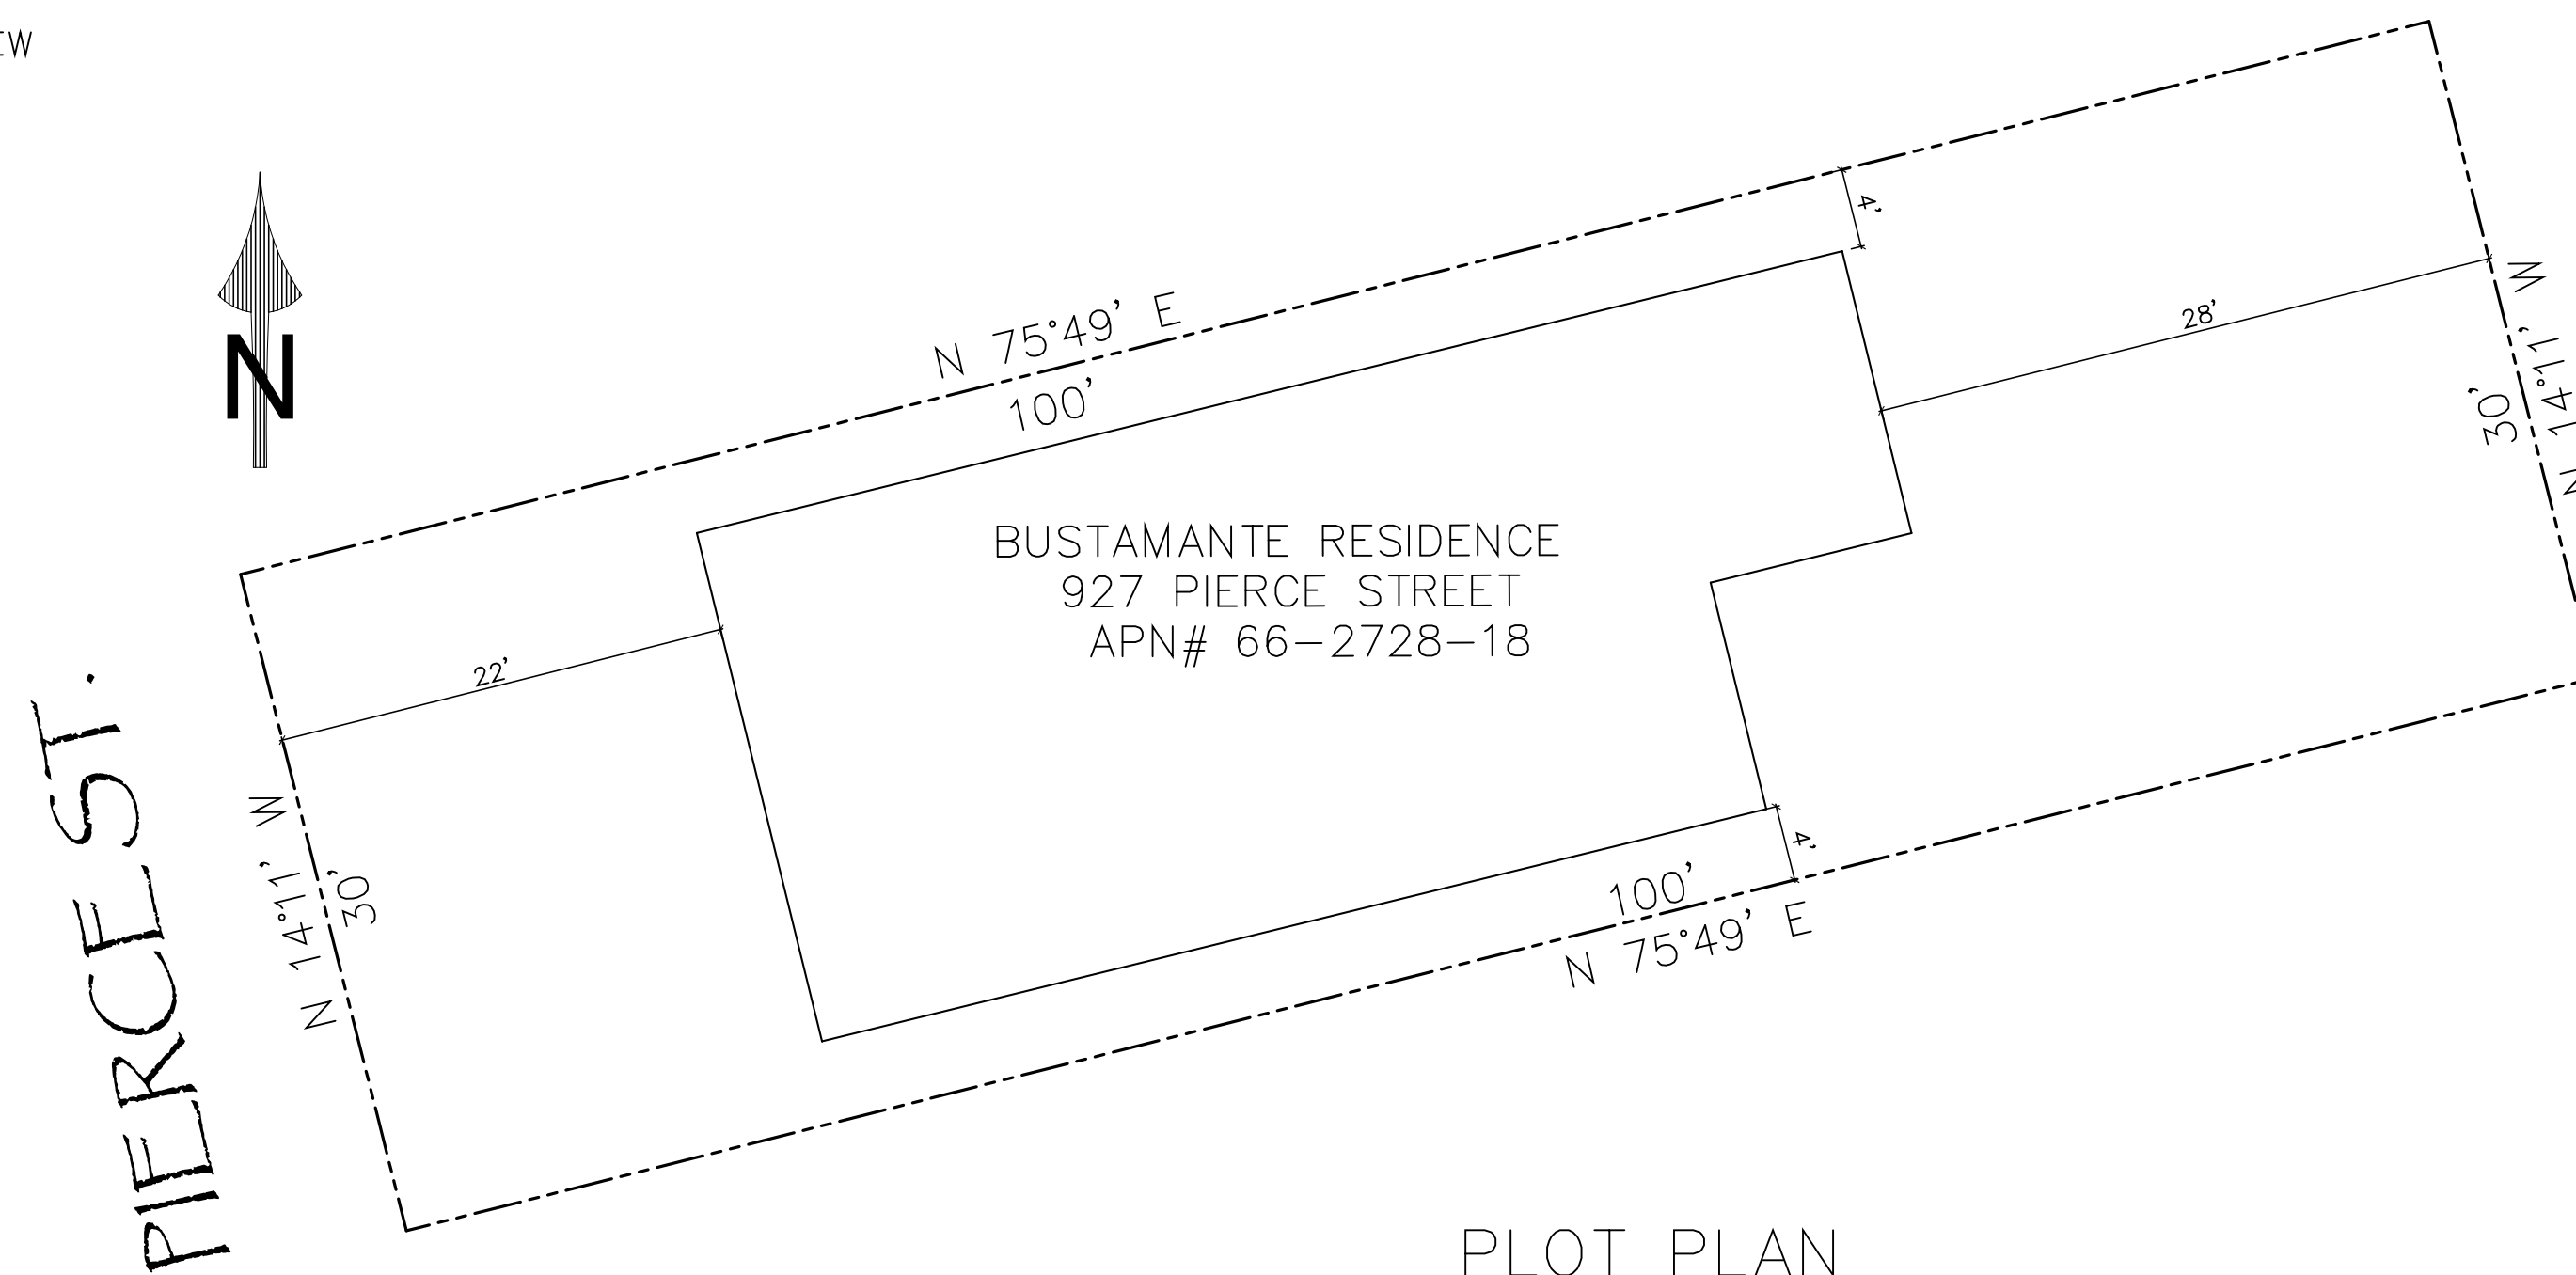 N
N 75°49' E
100'
4'
28'
30'
N 14°11' W
BUSTAMANTE RESIDENCE
927 PIERCE STREET
APN# 66-2728-18
22'
PIERCE ST.
N 14°11' W
30'
4'
100'
N 75°49' E
PLOT PLAN